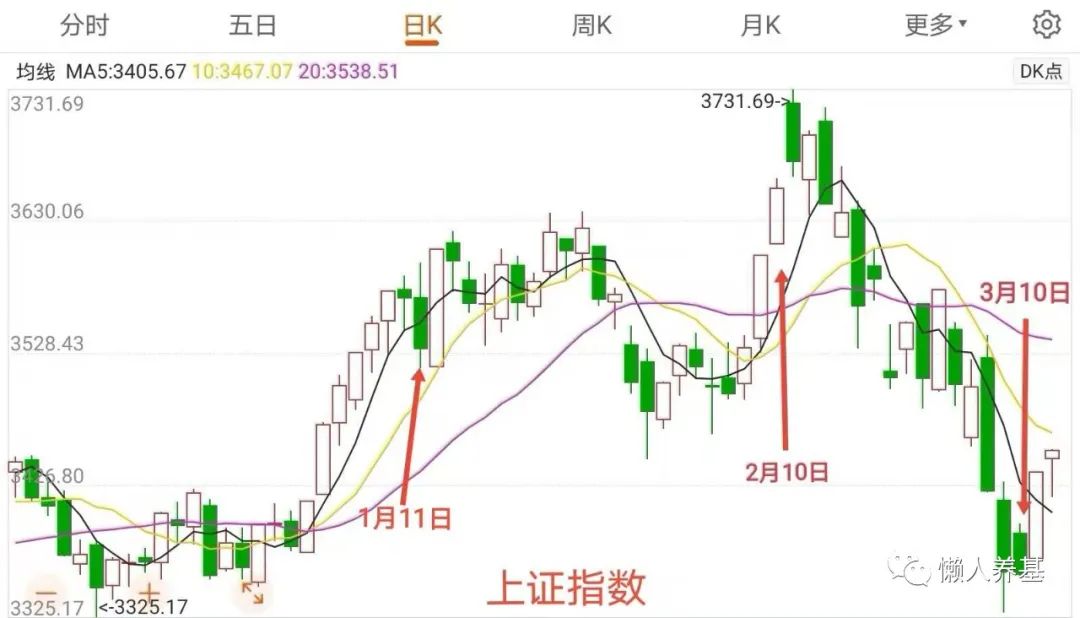 分时 五日 日K 周K 月K 更多
均线 MA5:3405.67 10:3467.07 20:3538.51 DK点
3731.69
3731.69->
3630.06
3月10日
3528.43
2月10日
3426.80
1月11日
上证指数
懒人养基
3325.17
<-3325.17